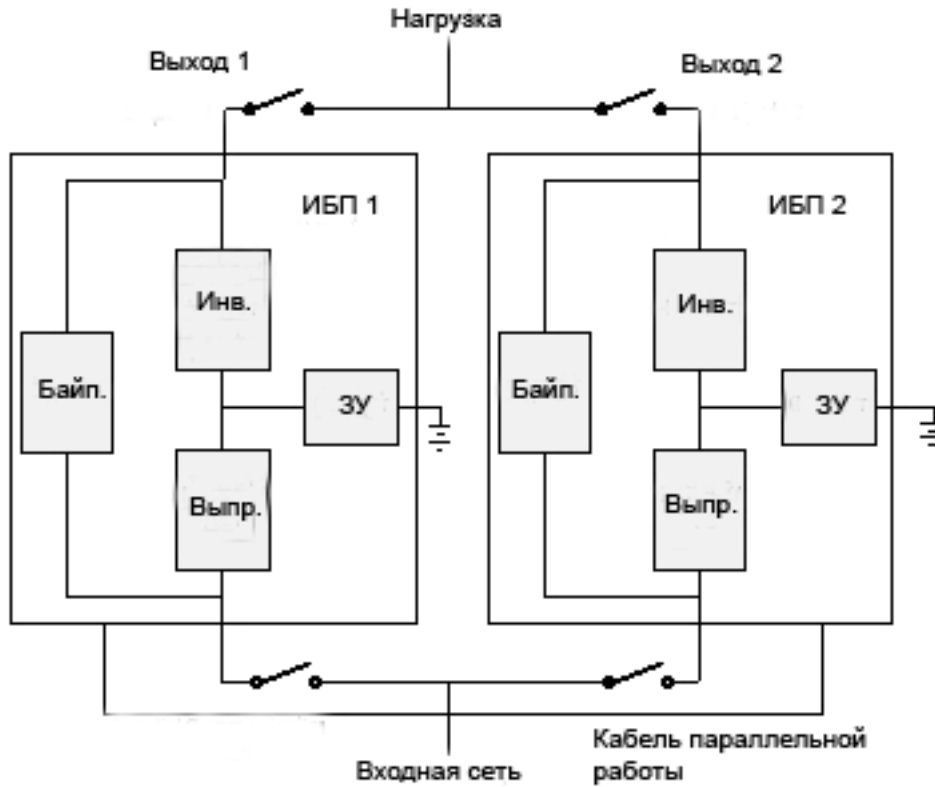 Нагрузка
Выход 1
Выход 2
ИБП 1
ИБП 2
Инв.
Инв.
Байп.
ЗУ
Байп.
ЗУ
Выпр.
Выпр.
Кабель параллельной
работы
Входная сеть